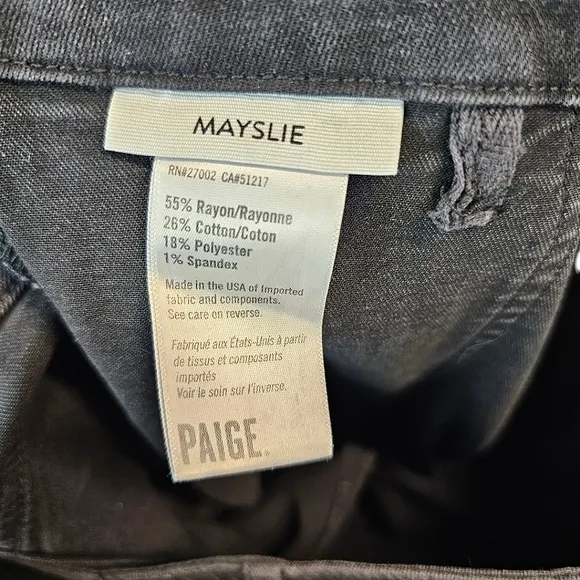 MAYSLIE
RN#27002 CA#51217
55% Rayon/Rayonne
26% Cotton/Coton
18% Polyester
1% Spandex
Made in the USA of Imported
fabric and components.
See care on reverse.
Fabriqué aux États-Unis à partir
de tissus et composants
importés
Voir le soin sur l'inverse.
PAIGE